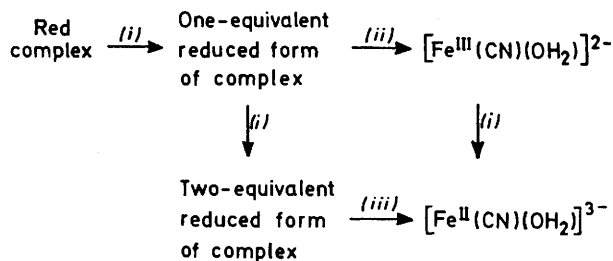 Red complex
(i)
One-equivalent reduced form of complex
(ii)
[Fe^III(CN)(OH₂)]²⁻
(i)
(i)
Two-equivalent reduced form of complex
(iii)
[Fe^II(CN)(OH₂)]³⁻